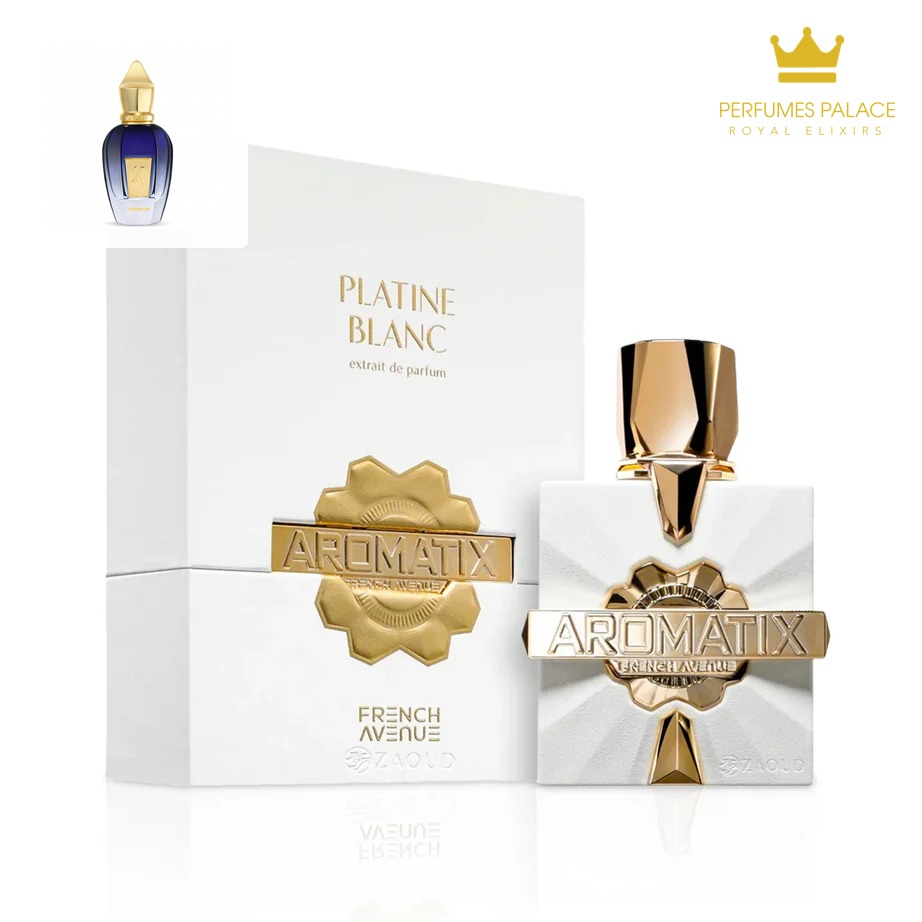 PERFUMES PALACE
ROYAL ELIXIRS
PLATINE
BLANC
extrait de parfum
AROMATIX
FRENCH AVENUE
FRENCH
AVENUE
ZAOUD
AROMATIX
FRENCH AVENUE
ZAOUD